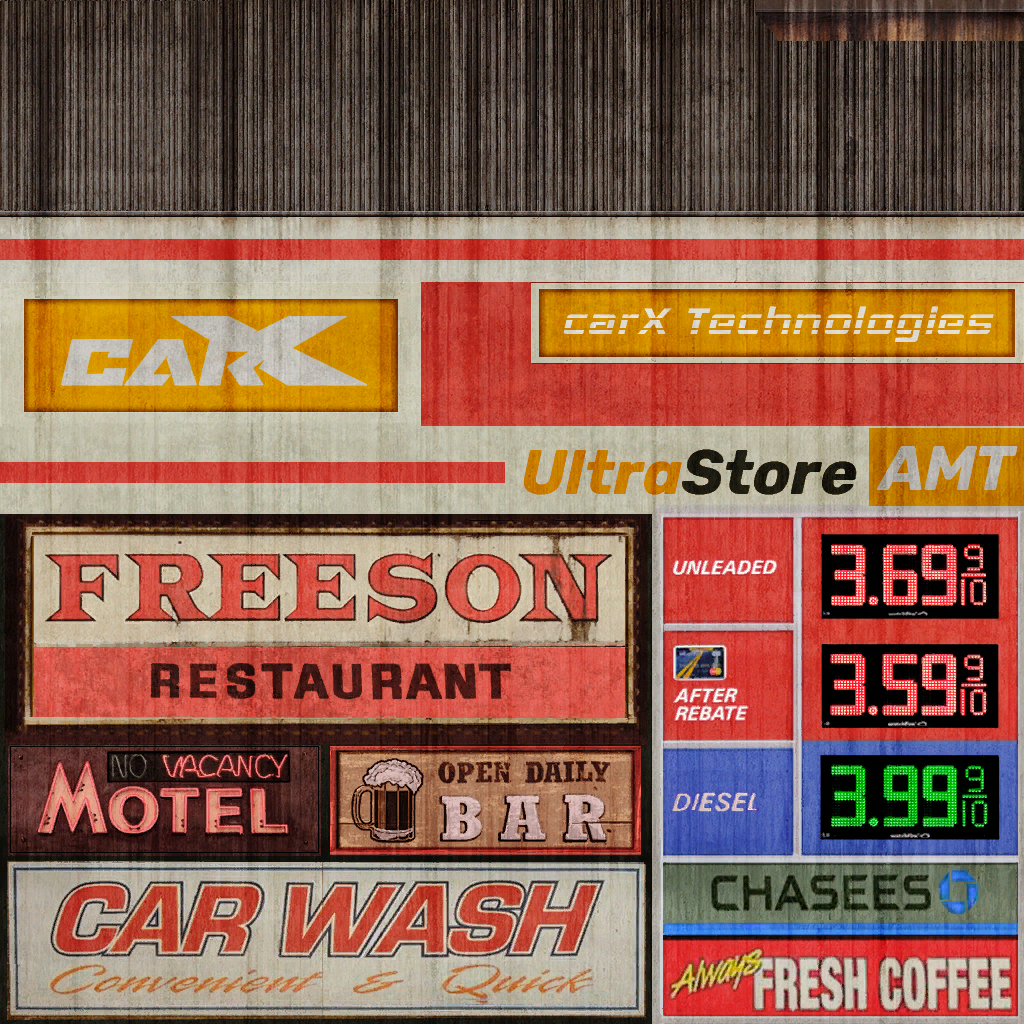 CARX
carX Technologies
UltraStore AMT
FREESON
RESTAURANT
NO VACANCY
MOTEL
OPEN DAILY
BAR
CAR WASH
Convenient & Quick
UNLEADED
3.69 9/10
AFTER
REBATE
3.59 9/10
DIESEL
3.99 9/10
CHASEES
Always FRESH COFFEE